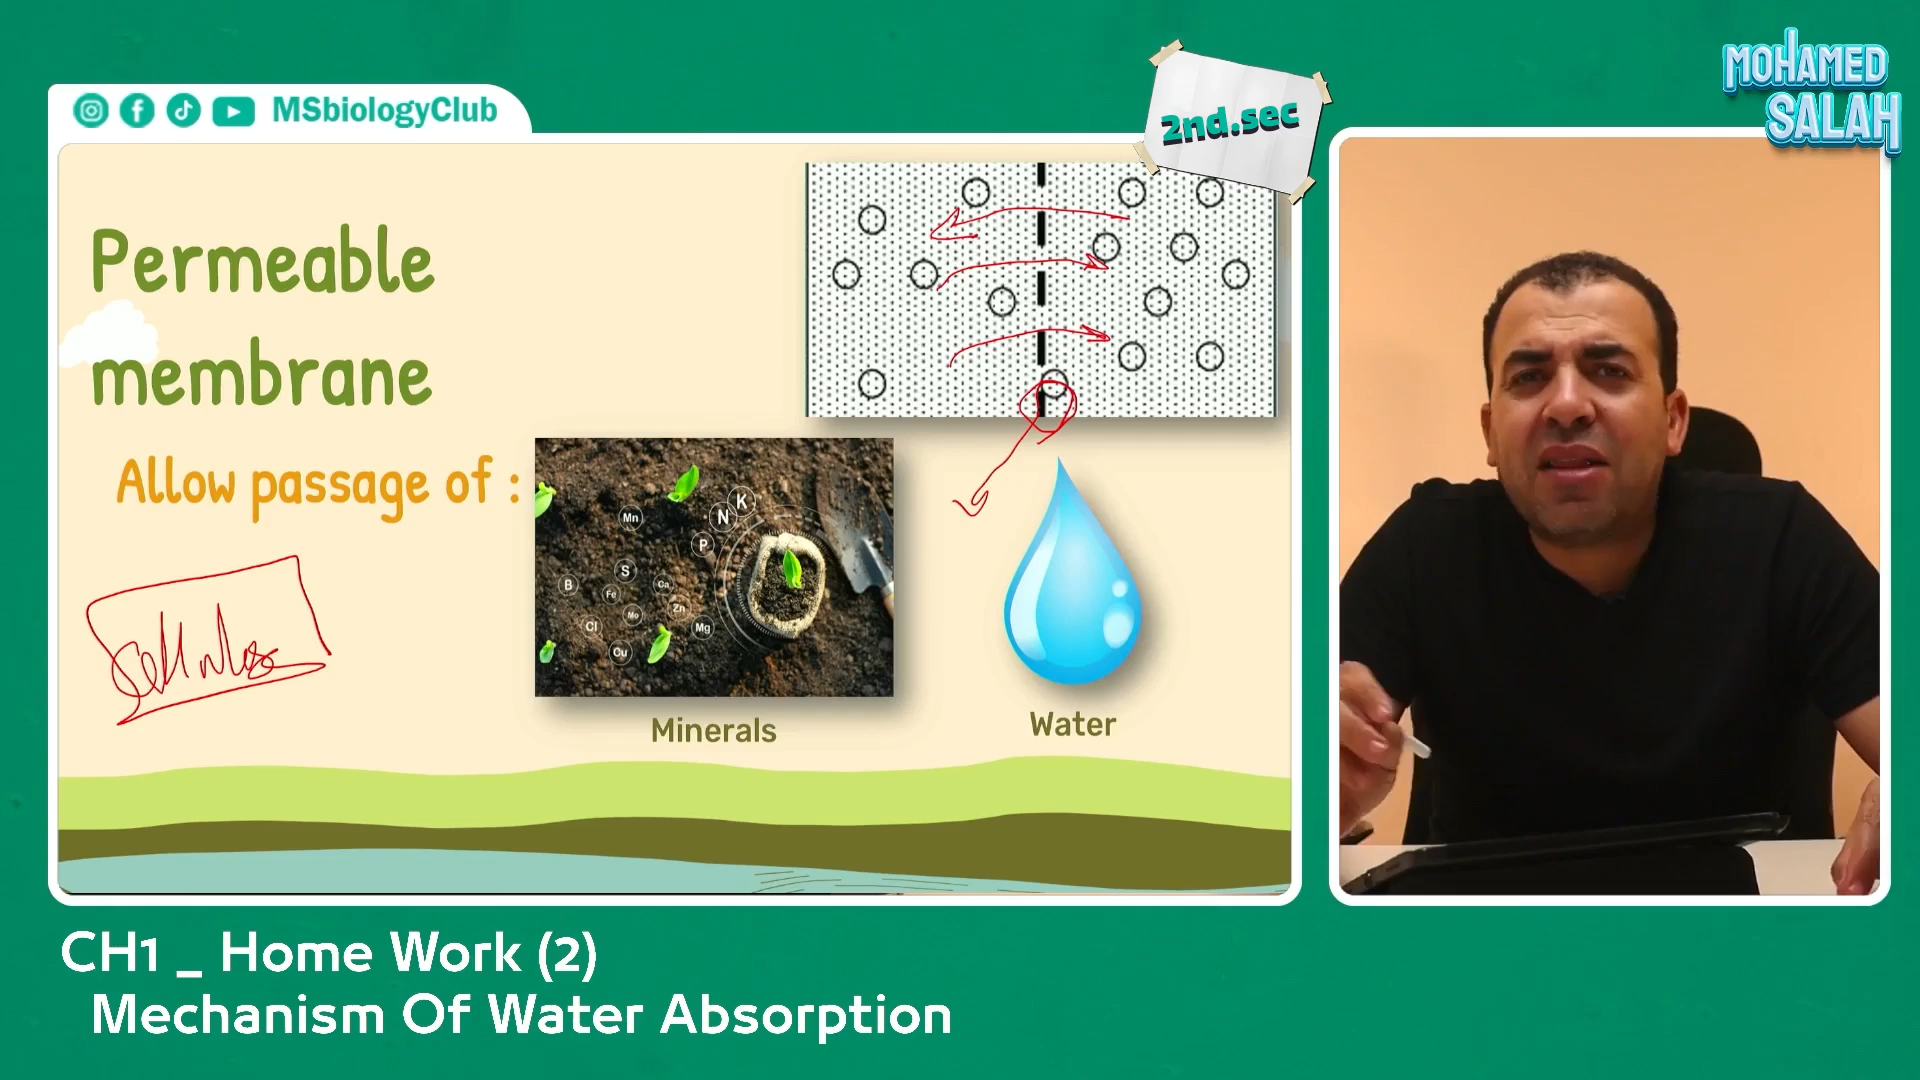 MOHAMED
SALAH
MSbiologyClub
2nd.sec
Permeable
membrane
Allow passage of :
K
N
Mn
P
S
B
Ca
Fe
Zn
Mo
Cl
Mg
Cu
Cellulose
Minerals
Water
CH1 _ Home Work (2)
Mechanism Of Water Absorption